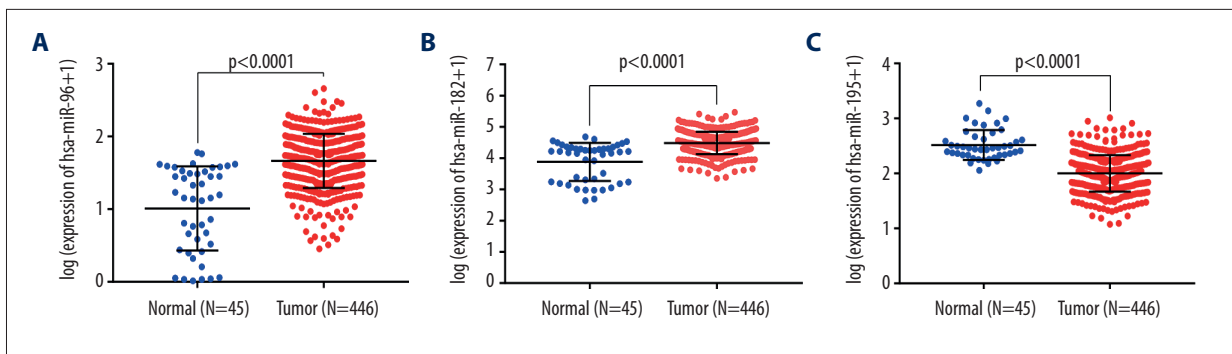 A
p<0.0001
log (expression of hsa-miR-96+1)
3
2
1
0
Normal (N=45)
Tumor (N=446)
B
p<0.0001
log (expression of hsa-miR-182+1)
7
6
5
4
3
2
1
0
Normal (N=45)
Tumor (N=446)
C
p<0.0001
log (expression of hsa-miR-195+1)
4
3
2
1
0
Normal (N=45)
Tumor (N=446)